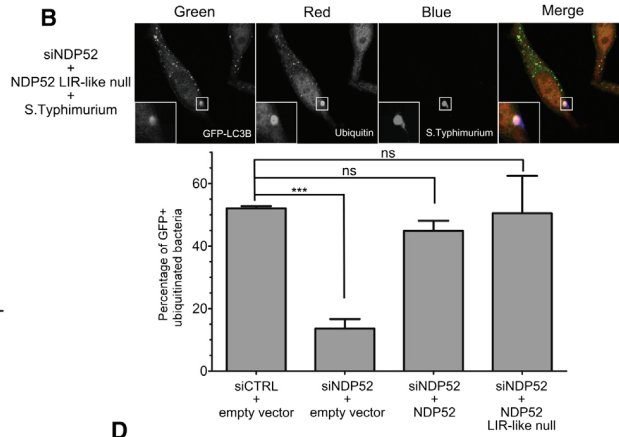 B
Green Red Blue Merge
siNDP52
+
NDP52 LIR-like null
+
S.Typhimurium
GFP-LC3B Ubiquitin S.Typhimurium
ns
ns
***
Percentage of GFP+
ubiquitinated bacteria
60
40
20
0
siCTRL siNDP52 siNDP52 siNDP52
+ + + +
empty vector empty vector NDP52 NDP52
LIR-like null
D